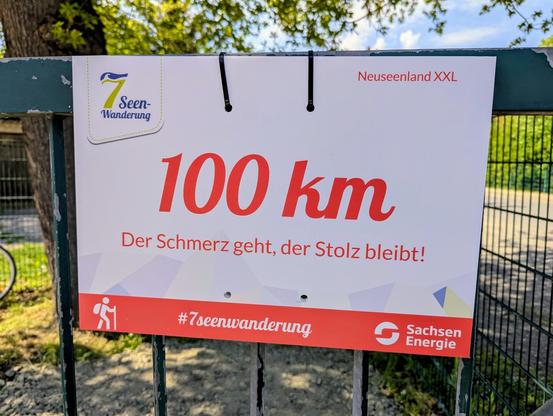 Neuseenland XXL
7 Seen-
Wanderung
100 km
Der Schmerz geht, der Stolz bleibt!
#7seenwanderung
Sachsen
Energie